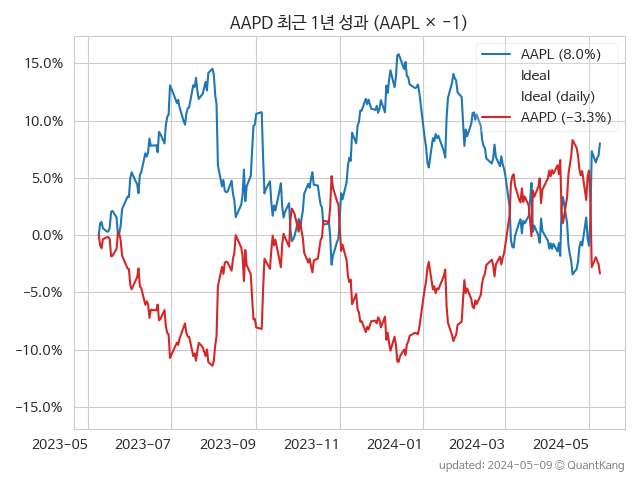 AAPD 최근 1년 성과 (AAPL × −1)
AAPL (8.0%)
Ideal
Ideal (daily)
AAPD (−3.3%)
15.0%
10.0%
5.0%
0.0%
−5.0%
−10.0%
−15.0%
2023−05
2023−07
2023−09
2023−11
2024−01
2024−03
2024−05
updated: 2024−05−09 © QuantKang